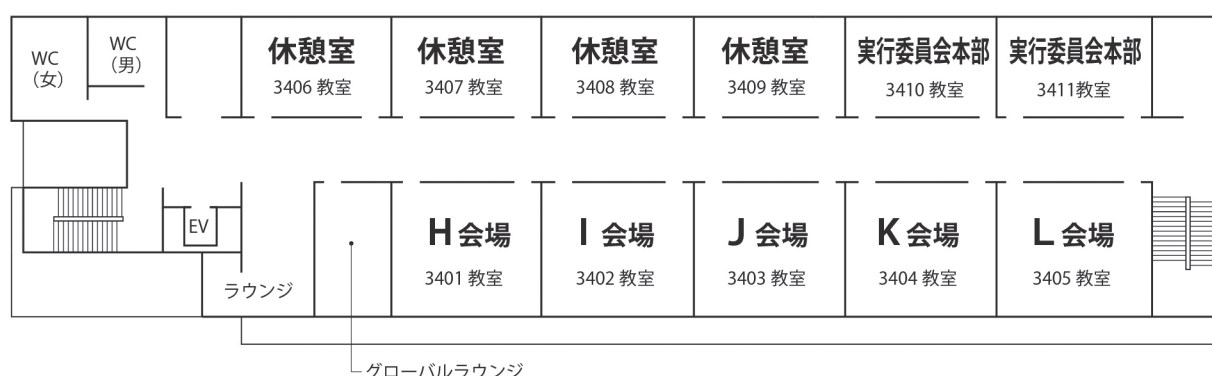 WC
（女）
WC
（男）
休憩室
3406 教室
休憩室
3407 教室
休憩室
3408 教室
休憩室
3409 教室
実行委員会本部
3410 教室
実行委員会本部
3411教室
EV
ラウンジ
H 会場
3401 教室
I 会場
3402 教室
J 会場
3403 教室
K 会場
3404 教室
L 会場
3405 教室
グローバルラウンジ